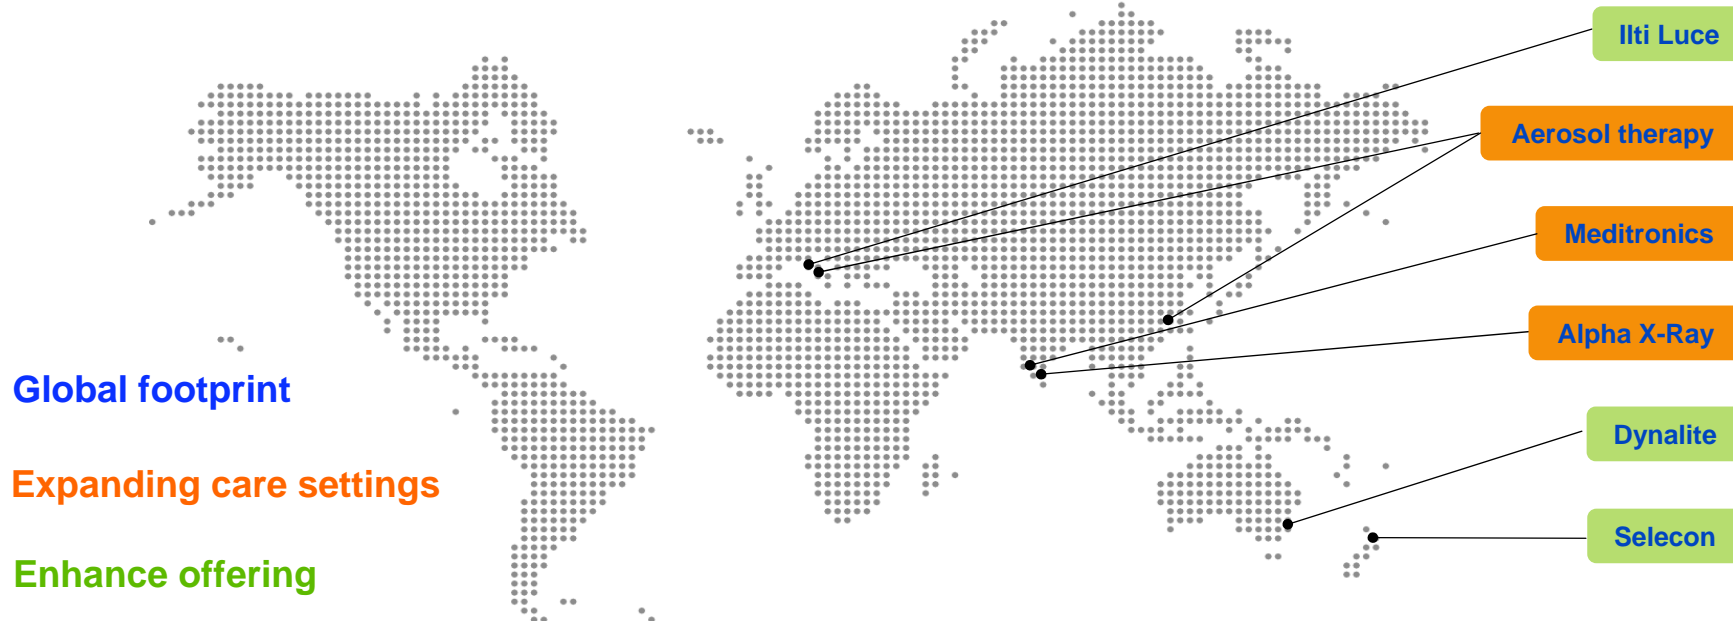 Ilti Luce
Aerosol therapy
Meditronics
Alpha X-Ray
Global footprint
Dynalite
Expanding care settings
Selecon
Enhance offering